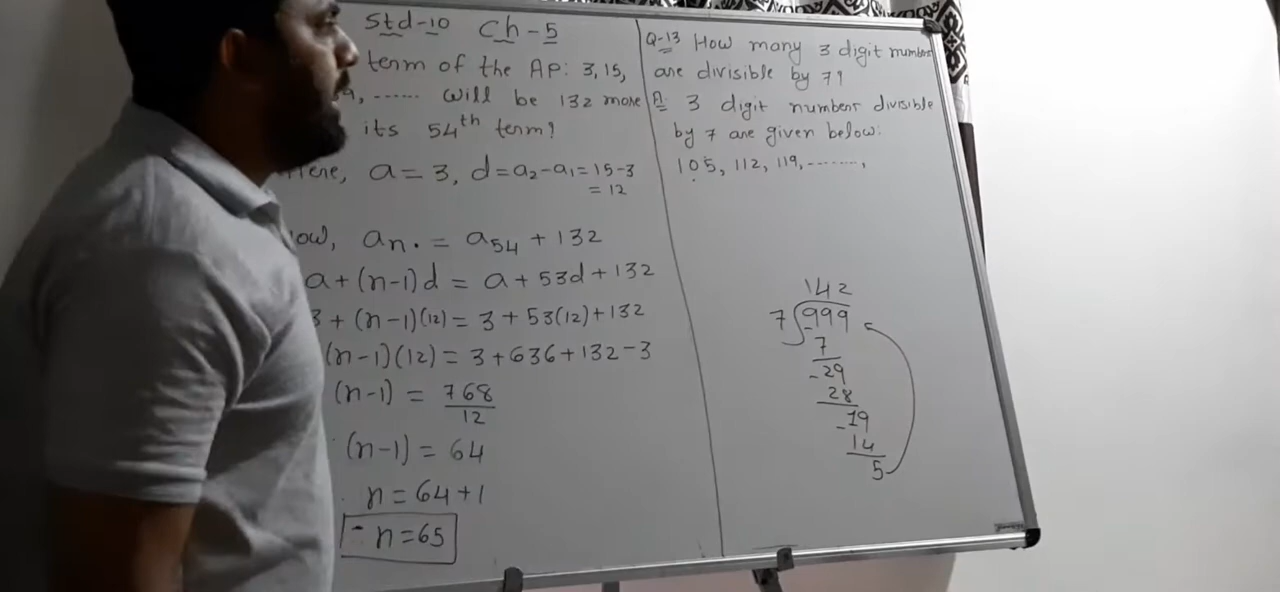 Std-10 Ch-5
term of the AP: 3, 15,
9, ------ will be 132 more
its 54th term?
Here, a = 3, d = a2 - a1 = 15-3
= 12
Now, an = a54 + 132
a + (n-1)d = a + 53d + 132
3 + (n-1)(12) = 3 + 53(12) + 132
(n-1)(12) = 3 + 636 + 132 - 3
(n-1) = 768
12
(n-1) = 64
n = 64 + 1
n = 65
Q-13 How many 3 digit numbers
are divisible by 7?
A: 3 digit numbers divisible
by 7 are given below:
105, 112, 119, -------,
142
7 999
- 7
- 29
28
- 19
14
5